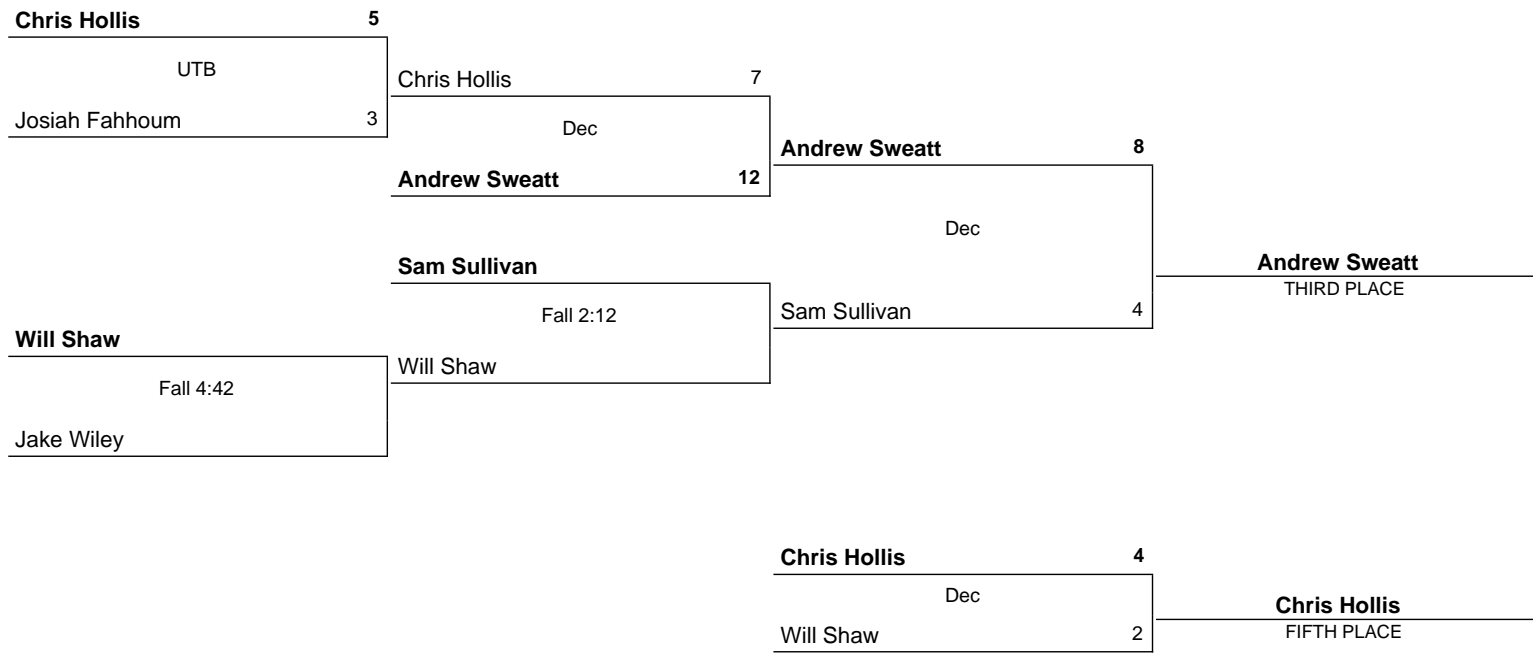 Chris Hollis 5
UTB
Josiah Fahhoum 3
Chris Hollis 7
Dec
Andrew Sweatt 12
Andrew Sweatt 8
Dec
Sam Sullivan 4
Andrew Sweatt
THIRD PLACE
Sam Sullivan
Fall 2:12
Will Shaw
Will Shaw
Fall 4:42
Jake Wiley
Chris Hollis 4
Dec
Will Shaw 2
Chris Hollis
FIFTH PLACE